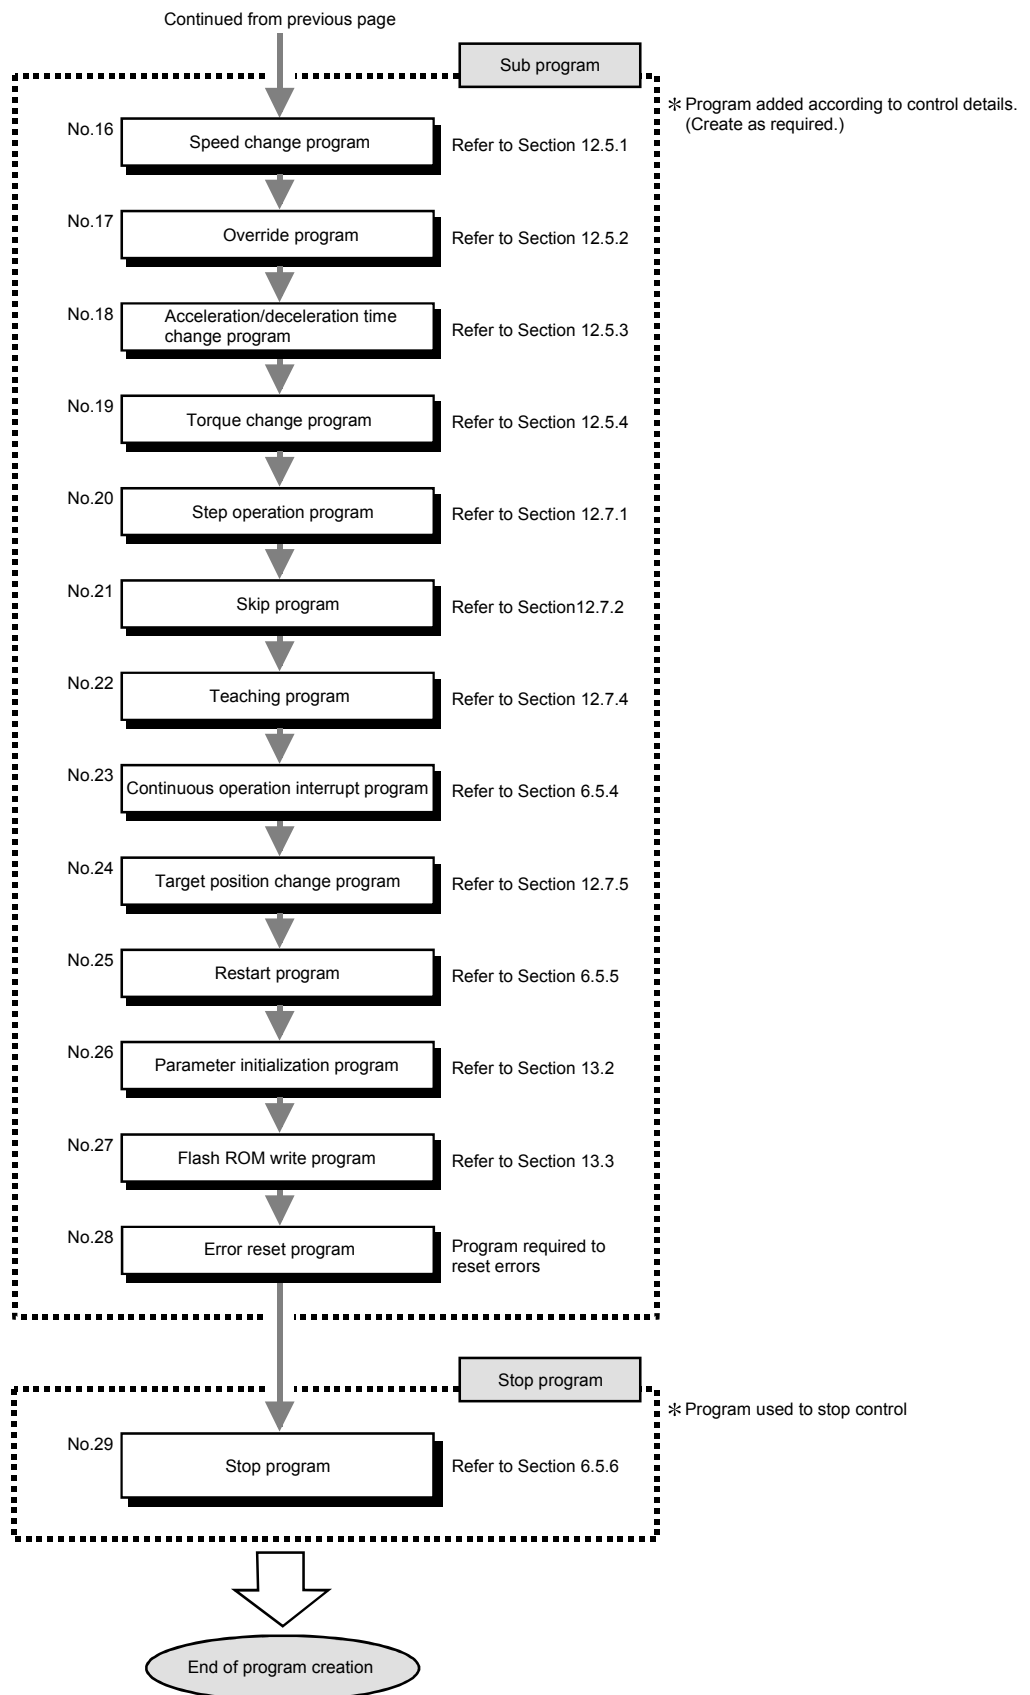 Continued from previous page
Sub program
＊Program added according to control details.
(Create as required.)
No.16
Speed change program
Refer to Section 12.5.1
No.17
Override program
Refer to Section 12.5.2
No.18
Acceleration/deceleration time
change program
Refer to Section 12.5.3
No.19
Torque change program
Refer to Section 12.5.4
No.20
Step operation program
Refer to Section 12.7.1
No.21
Skip program
Refer to Section12.7.2
No.22
Teaching program
Refer to Section 12.7.4
No.23
Continuous operation interrupt program
Refer to Section 6.5.4
No.24
Target position change program
Refer to Section 12.7.5
No.25
Restart program
Refer to Section 6.5.5
No.26
Parameter initialization program
Refer to Section 13.2
No.27
Flash ROM write program
Refer to Section 13.3
No.28
Error reset program
Program required to
reset errors
Stop program
＊Program used to stop control
No.29
Stop program
Refer to Section 6.5.6
End of program creation